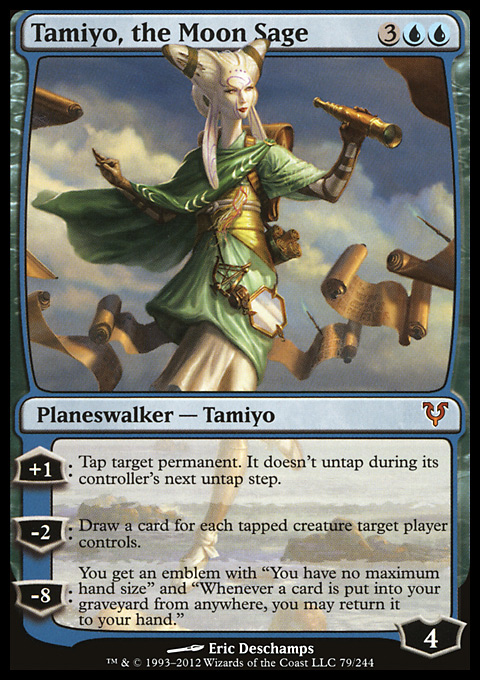 Tamiyo, the Moon Sage 3
Planeswalker — Tamiyo
+1 : Tap target permanent. It doesn't untap during its
controller's next untap step.
-2 : Draw a card for each tapped creature target player
controls.
You get an emblem with “You have no maximum
-8 : hand size” and “Whenever a card is put into your
graveyard from anywhere, you may return it
to your hand.”
4
Eric Deschamps
™ & © 1993–2012 Wizards of the Coast LLC 79/244